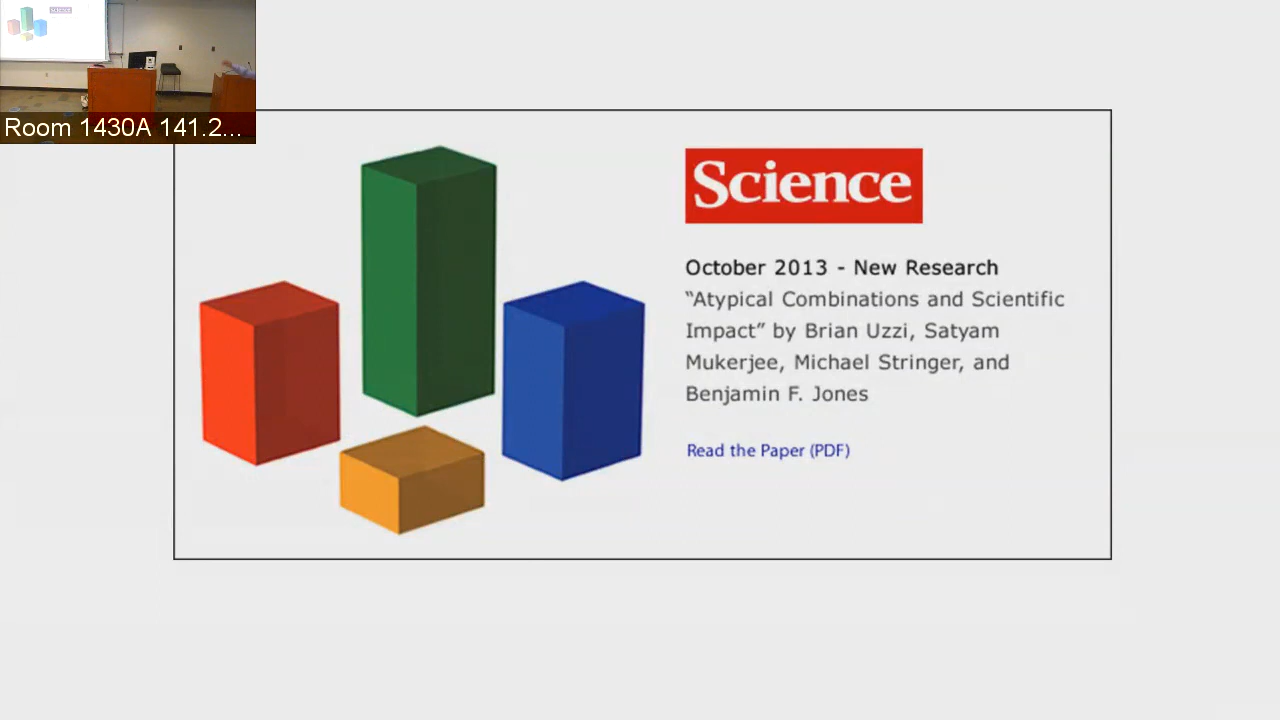 Room 1430A 141.2...
Science
October 2013 - New Research
“Atypical Combinations and Scientific
Impact” by Brian Uzzi, Satyam
Mukerjee, Michael Stringer, and
Benjamin F. Jones
Read the Paper (PDF)